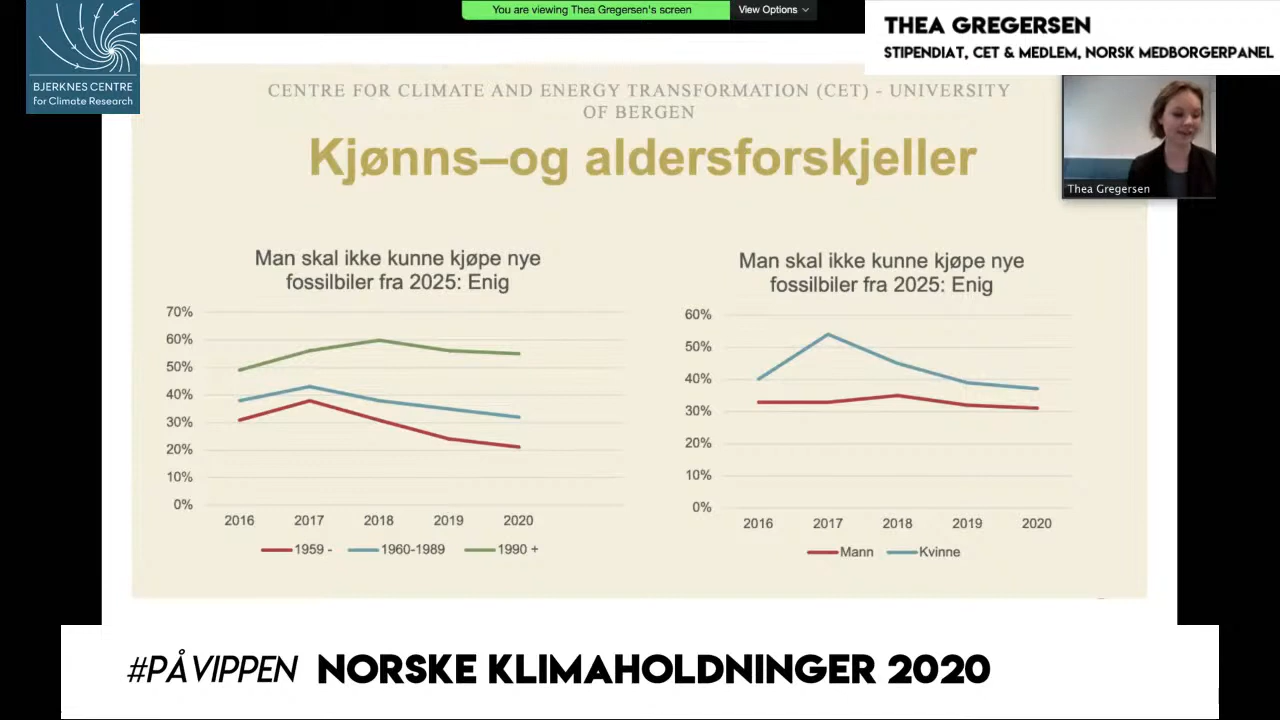 You are viewing Thea Gregersen's screen
View Options
THEA GREGERSEN
STIPENDIAT, CET & MEDLEM, NORSK MEDBORGERPANEL
BJERKNES CENTRE
for Climate Research
CENTRE FOR CLIMATE AND ENERGY TRANSFORMATION (CET) - UNIVERSITY
OF BERGEN
Kjønns–og aldersforskjeller
Thea Gregersen
Man skal ikke kunne kjøpe nye
fossilbiler fra 2025: Enig
70%
60%
50%
40%
30%
20%
10%
0%
2016 2017 2018 2019 2020
1959 - 1960-1989 1990 +
Man skal ikke kunne kjøpe nye
fossilbiler fra 2025: Enig
60%
50%
40%
30%
20%
10%
0%
2016 2017 2018 2019 2020
Mann Kvinne
#PÅVIPPEN NORSKE KLIMAHOLDNINGER 2020